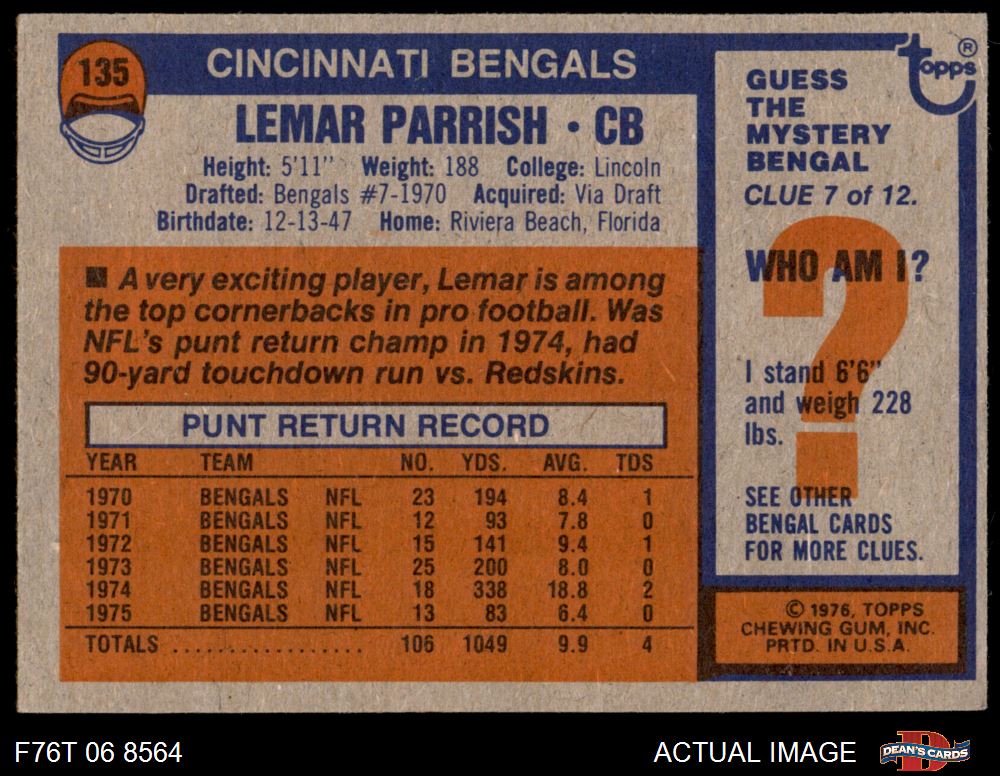 135
CINCINNATI BENGALS
LEMAR PARRISH • CB
Height: 5'11" Weight: 188 College: Lincoln
Drafted: Bengals #7-1970 Acquired: Via Draft
Birthdate: 12-13-47 Home: Riviera Beach, Florida
A very exciting player, Lemar is among
the top cornerbacks in pro football. Was
NFL's punt return champ in 1974, had
90-yard touchdown run vs. Redskins.
PUNT RETURN RECORD
YEAR TEAM NO. YDS. AVG. TDS
1970 BENGALS NFL 23 194 8.4 1
1971 BENGALS NFL 12 93 7.8 0
1972 BENGALS NFL 15 141 9.4 1
1973 BENGALS NFL 25 200 8.0 0
1974 BENGALS NFL 18 338 18.8 2
1975 BENGALS NFL 13 83 6.4 0
TOTALS ................. 106 1049 9.9 4
topps ®
GUESS
THE
MYSTERY
BENGAL
CLUE 7 of 12.
WHO AM I?
?
I stand 6'6"
and weigh 228
lbs.
SEE OTHER
BENGAL CARDS
FOR MORE CLUES.
© 1976, TOPPS
CHEWING GUM, INC.
PRTD. IN U.S.A.
F76T 06 8564
ACTUAL IMAGE
D
DEAN'S CARDS